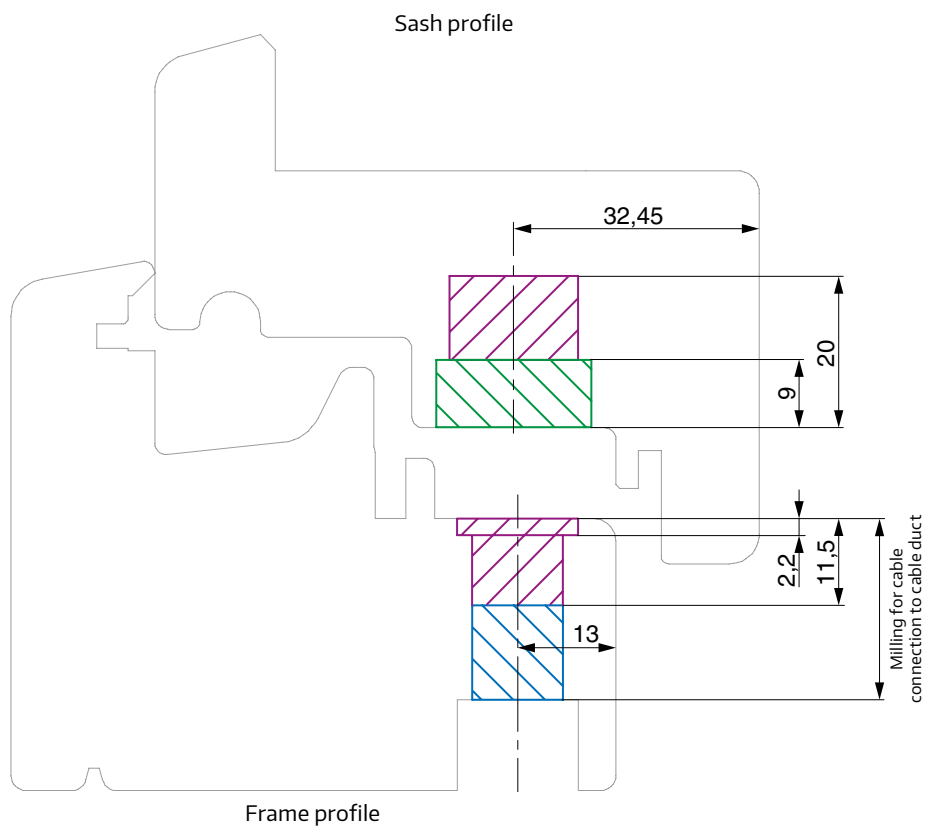 Sash profile
32,45
20
9
2,2
11,5
13
Milling for cable
connection to cable duct
Frame profile